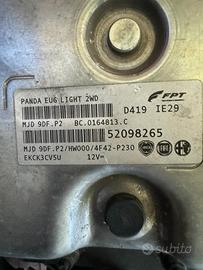 FPT
PANDA EU6 LIGHT 2WD
D419 IE29
MJD 9DF.P2 BC.0164813.C
52098265
MJD 9DF.P2/HW000/4F42-P230
EKCK3CV5U 12V=
subito